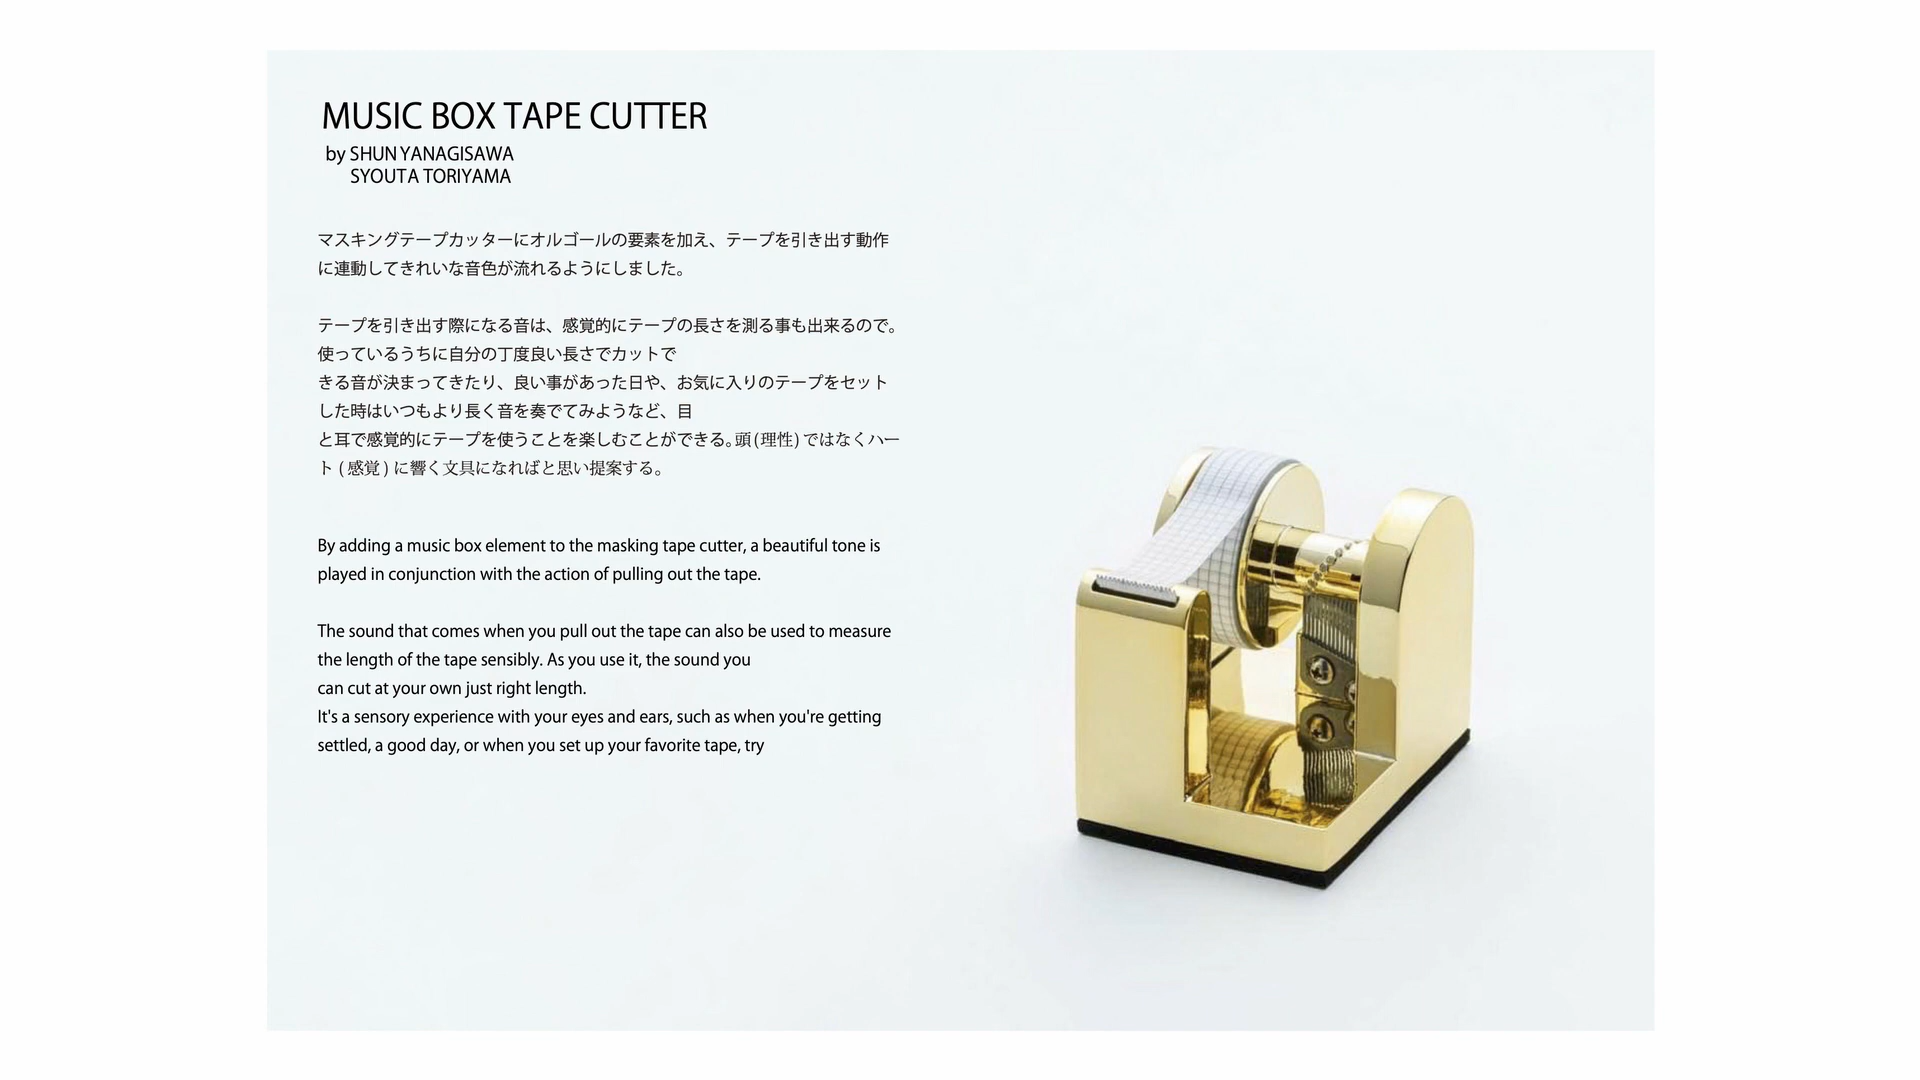 MUSIC BOX TAPE CUTTER
by SHUN YANAGISAWA
SYOUTA TORIYAMA
マスキングテープカッターにオルゴールの要素を加え、テープを引き出す動作
に連動してきれいな音色が流れるようにしました。
テープを引き出す際になる音は、感覚的にテープの長さを測る事も出来るので。
使っているうちに自分の丁度良い長さでカットで
きる音が決まってきたり、良い事があった日や、お気に入りのテープをセット
した時はいつもより長く音を奏でてみようなど、目
と耳で感覚的にテープを使うことを楽しむことができる。頭(理性)ではなくハー
ト (感覚) に響く文具になればと思い提案する。
By adding a music box element to the masking tape cutter, a beautiful tone is
played in conjunction with the action of pulling out the tape.
The sound that comes when you pull out the tape can also be used to measure
the length of the tape sensibly. As you use it, the sound you
can cut at your own just right length.
It's a sensory experience with your eyes and ears, such as when you're getting
settled, a good day, or when you set up your favorite tape, try